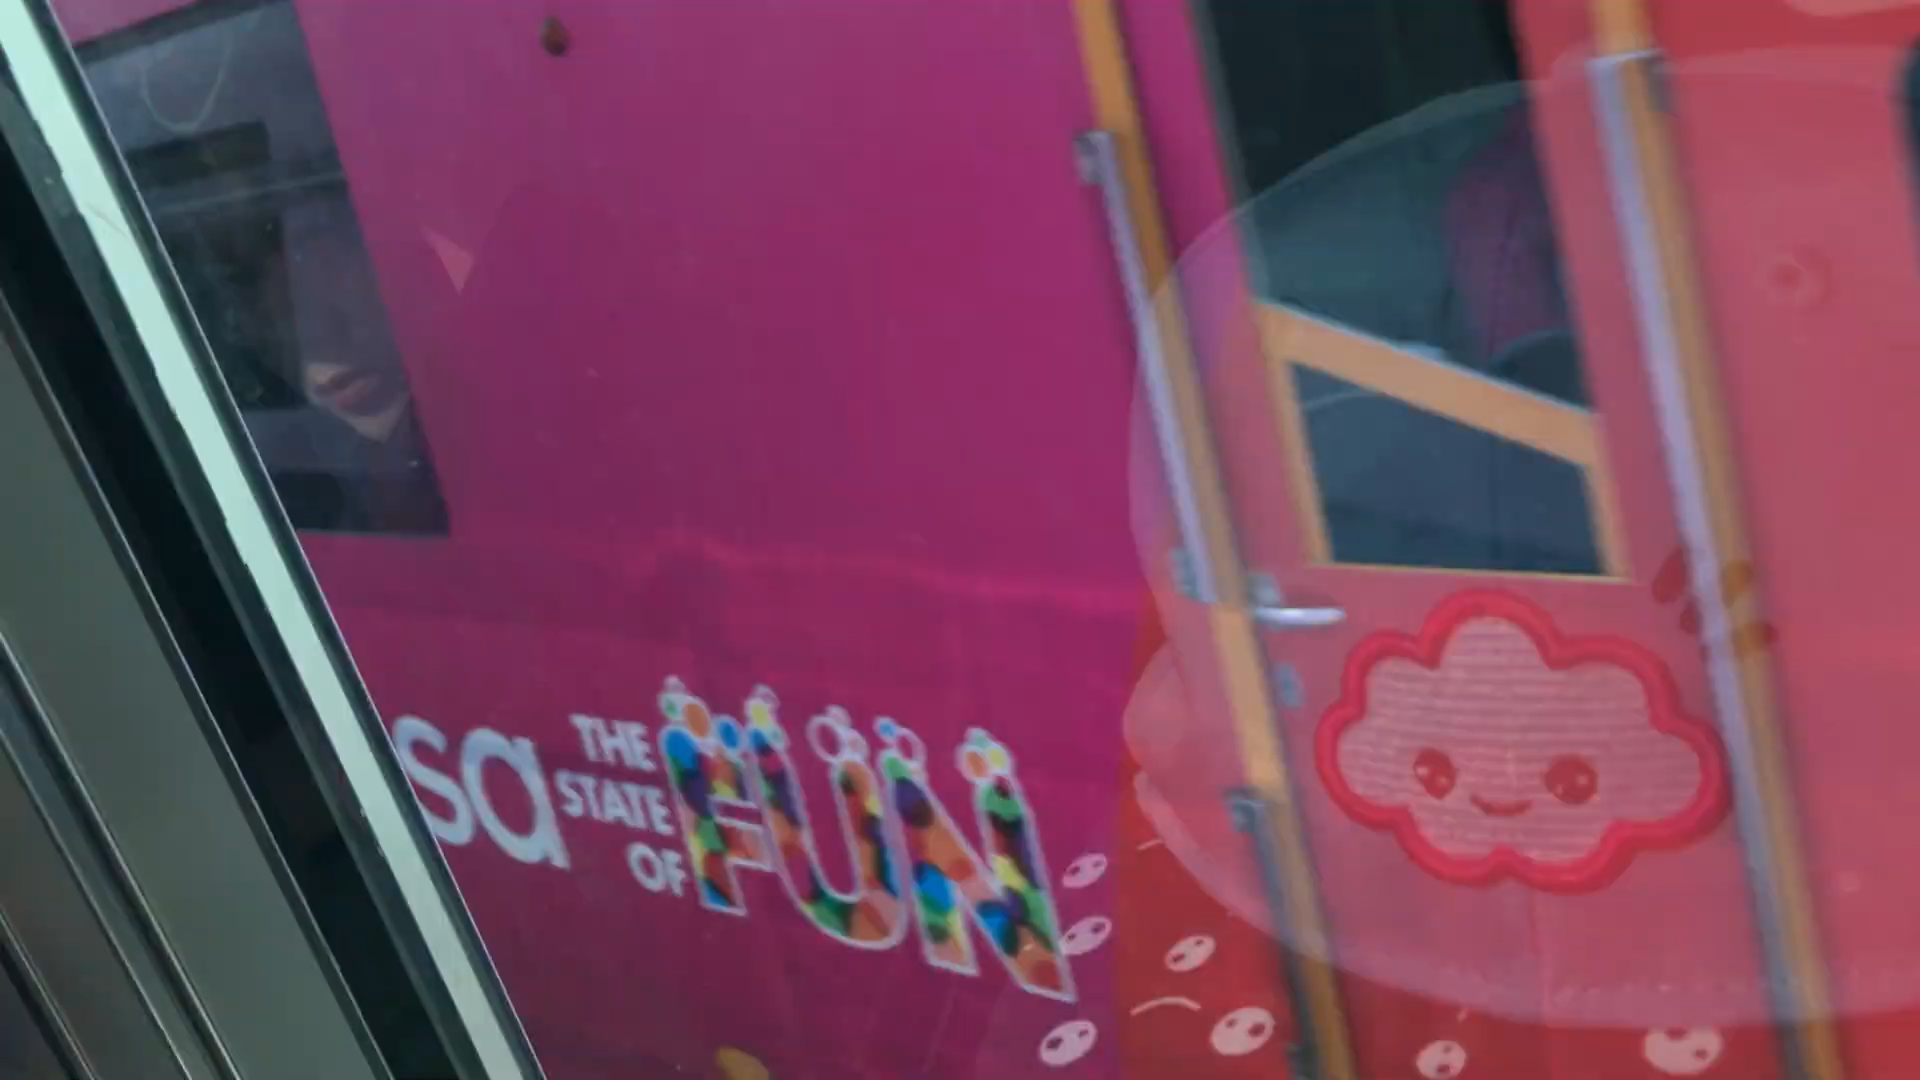 sa
THE
STATE
OF
FUN